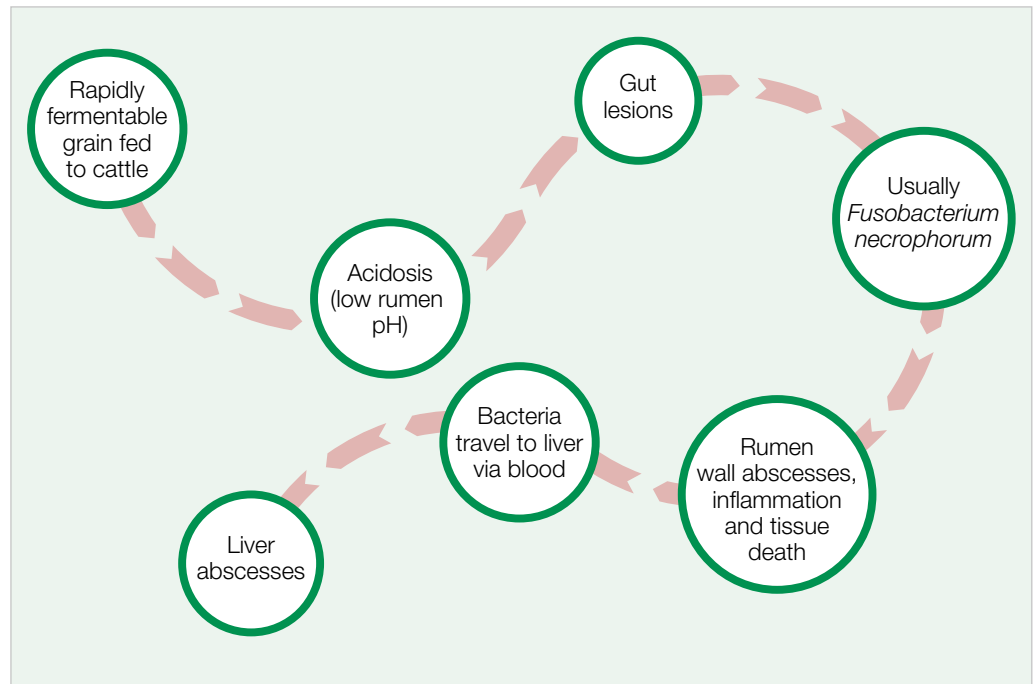 Rapidly
fermentable
grain fed
to cattle
Acidosis
(low rumen
pH)
Gut
lesions
Usually
Fusobacterium
necrophorum
Rumen
wall abscesses,
inflammation
and tissue
death
Bacteria
travel to liver
via blood
Liver
abscesses